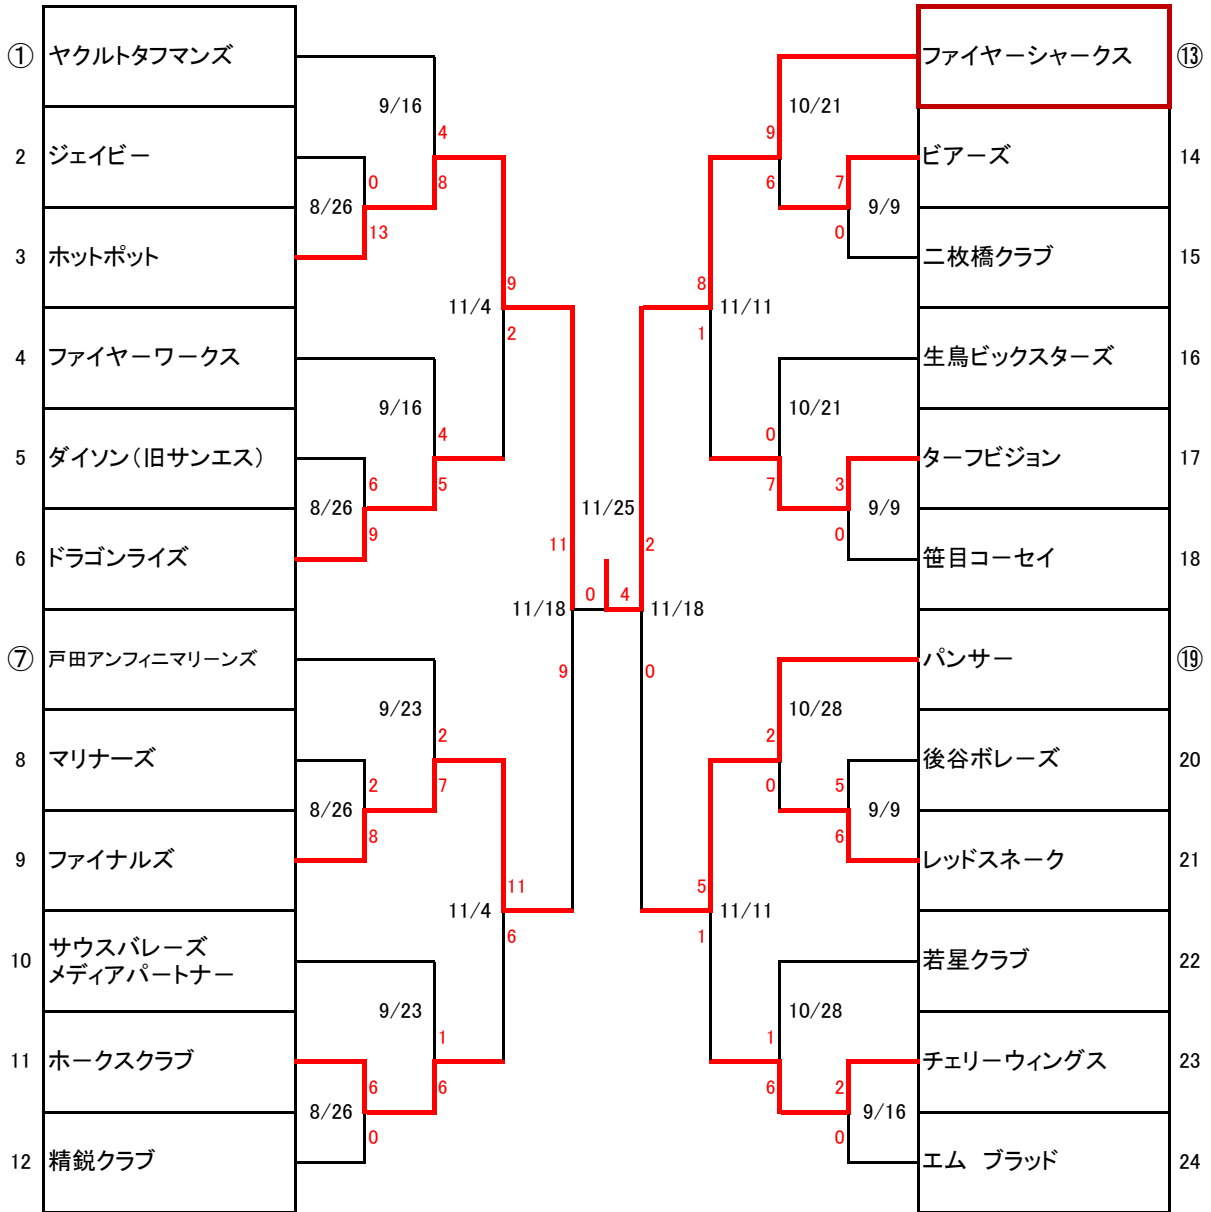 ① ヤクルトタフマンズ
2 ジェイビー
3 ホットポット
4 ファイヤーワークス
5 ダイソン（旧サンエス）
6 ドラゴンライズ
⑦ 戸田アンフィニマリーンズ
8 マリナーズ
9 ファイナルズ
10 サウスバレーズ
メディアパートナー
11 ホークスクラブ
12 精鋭クラブ
9/16
4
8
8/26
0
13
11/4
9
2
9/16
4
5
8/26
6
9
11/18
11
9
9/23
2
7
8/26
2
8
11/4
11
6
9/23
1
6
8/26
6
0
11/25
0 4
11/18
2
0
10/21
9
6
9/9
7
0
11/11
8
1
10/21
0
7
9/9
3
0
10/28
2
0
9/9
5
6
11/11
5
1
10/28
1
6
9/16
2
0
ファイヤーシャークス ⑬
ビアーズ 14
二枚橋クラブ 15
生鳥ビックスターズ 16
ターフビジョン 17
笹目コーセイ 18
パンサー ⑲
後谷ボレーズ 20
レッドスネーク 21
若星クラブ 22
チェリーウィングス 23
エム　ブラッド 24